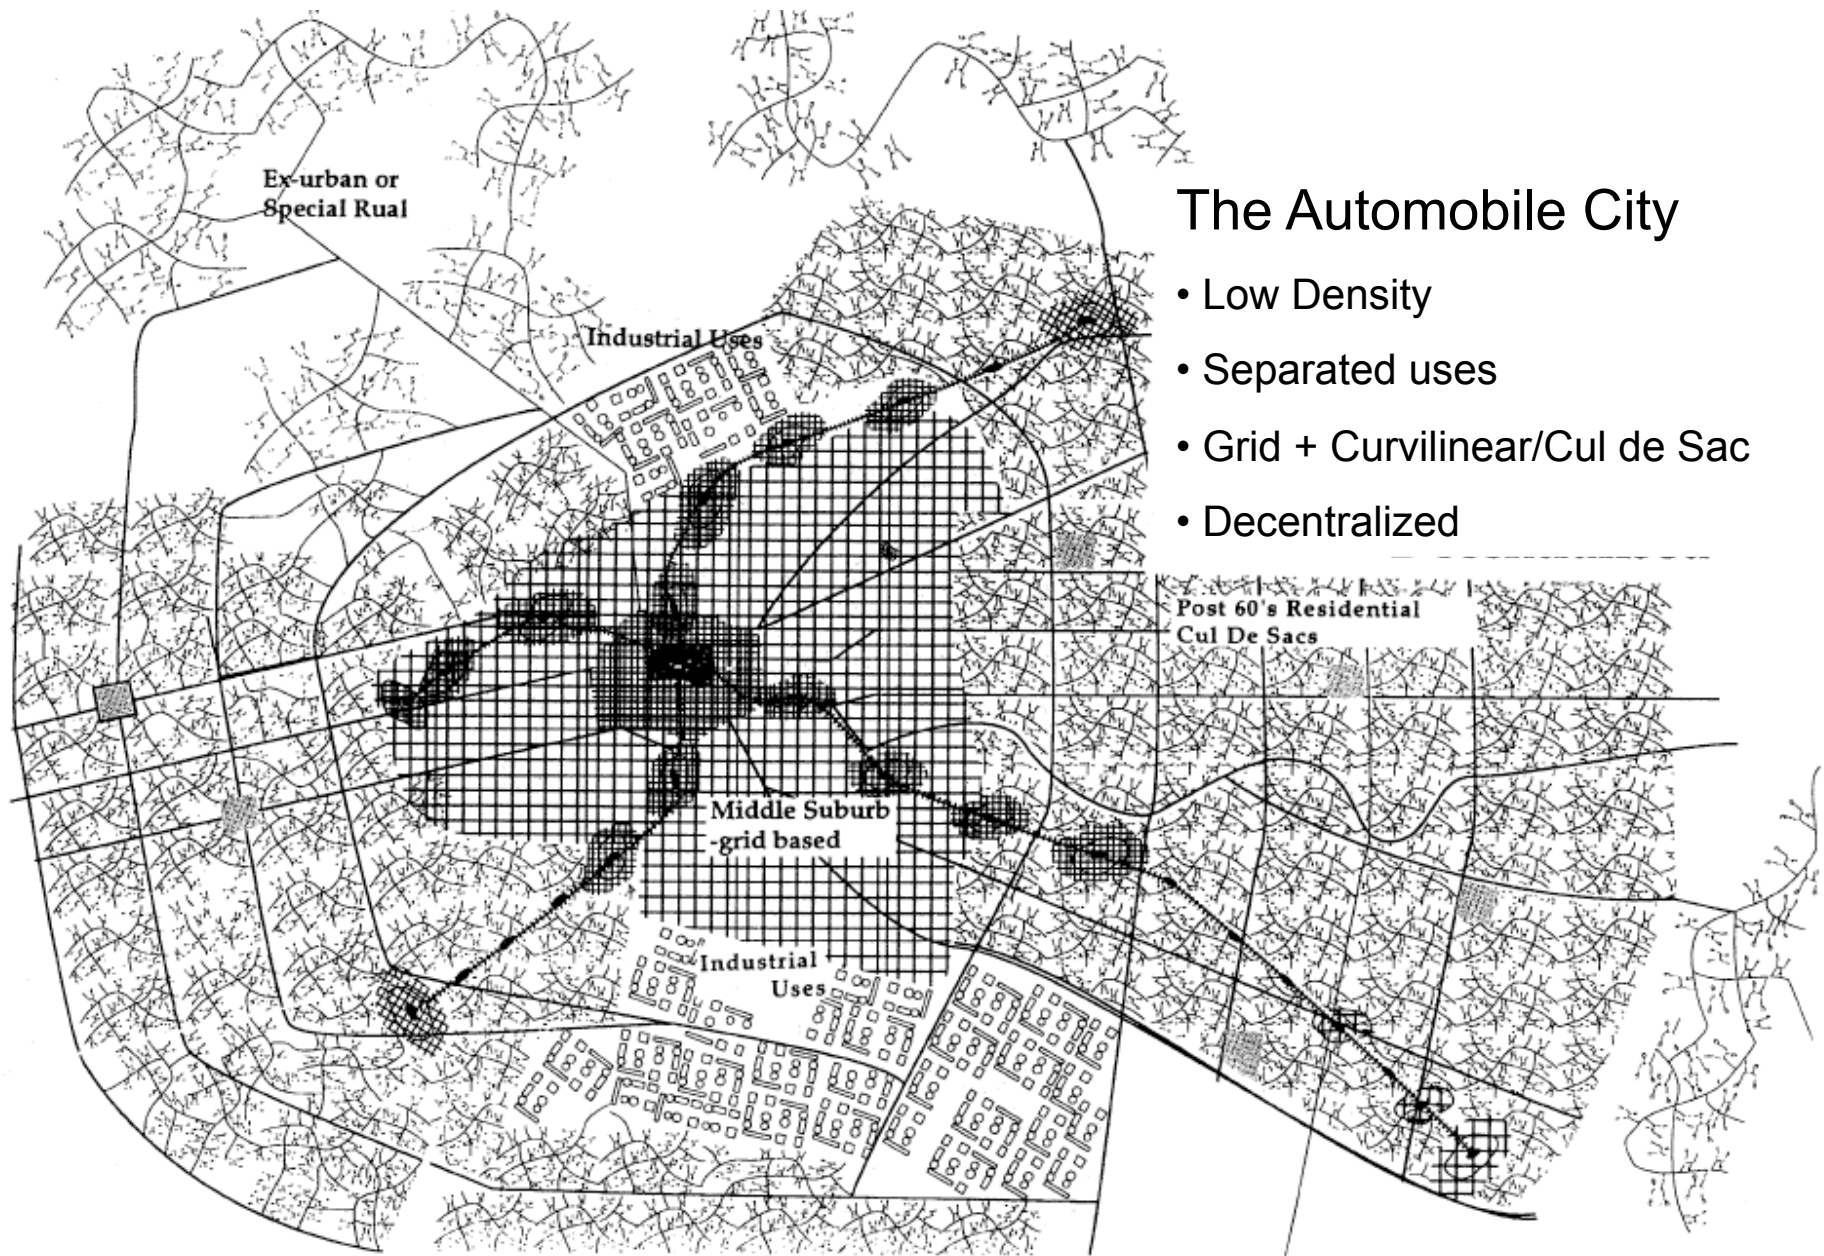 Ex-urban or
Special Rual
The Automobile City
• Low Density
Industrial Uses
• Separated uses
• Grid + Curvilinear/Cul de Sac
• Decentralized
Post 60's Residential
Cul De Sacs
Middle Suburb
-grid based
Industrial
Uses